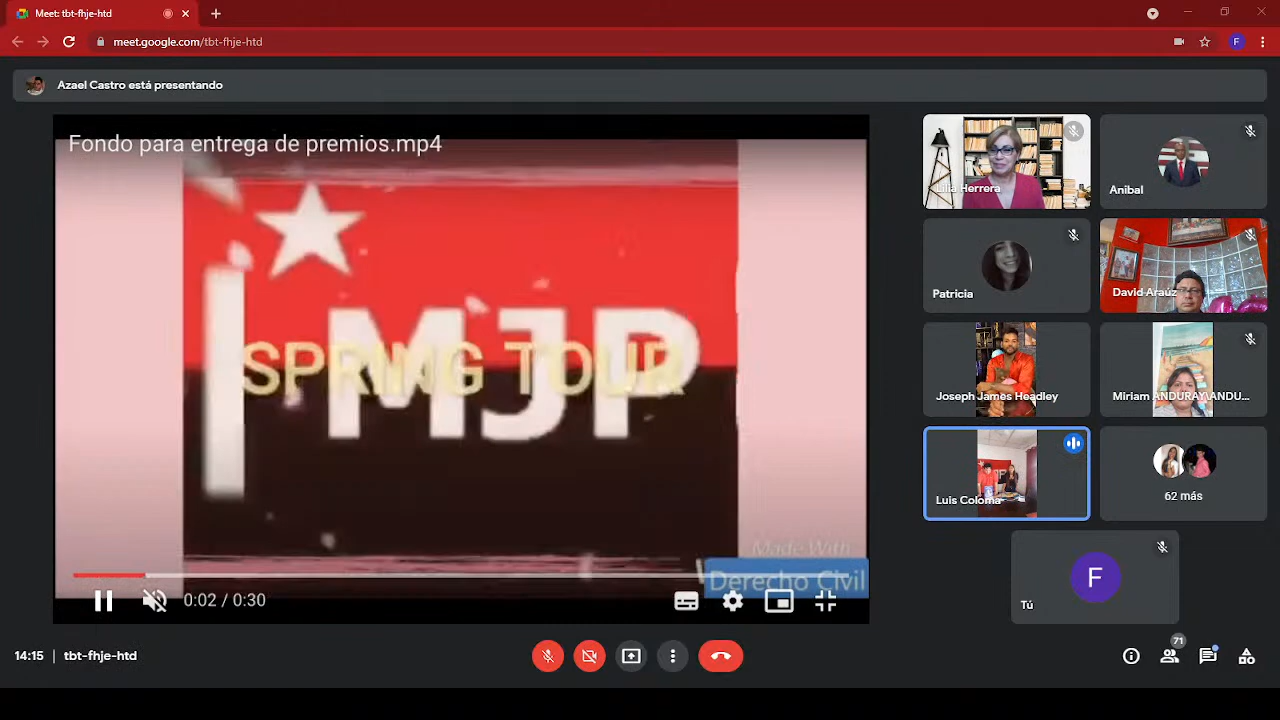 Meet: tbt-fhje-htd
meet.google.com/tbt-fhje-htd
F
Azael Castro está presentando
Fondo para entrega de premios.mp4
MJP
SPRING TOUR
Made With
Derecho Civil
0:02 / 0:30
Lilia Herrera
Anibal
Patricia
David Araúz
Joseph James Headley
Miriam ANDURAY\ANDU...
Luis Coloma
62 más
F
Tú
14:15 | tbt-fhje-htd
71